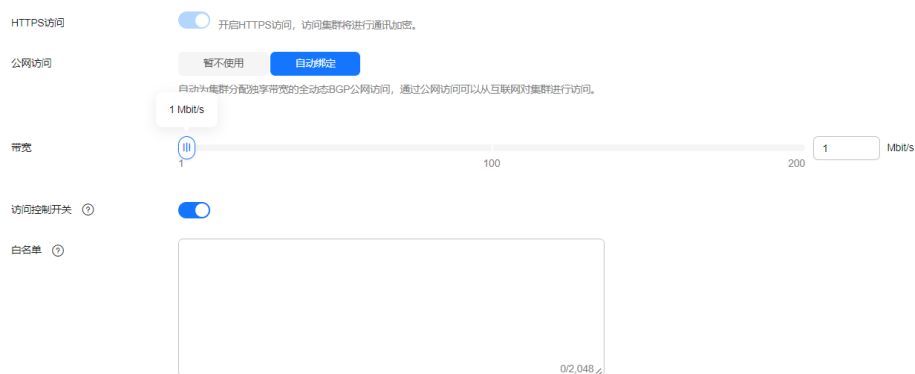 HTTPS访问
开启HTTPS访问，访问集群将进行通讯加密。
公网访问
暂不使用 自动绑定
自动为集群分配独享带宽的全动态BGP公网访问，通过公网访问可以从互联网对集群进行访问。
1 Mbit/s
带宽
1 Mbit/s
1 100 200
访问控制开关 ?
白名单 ?
0/2,048